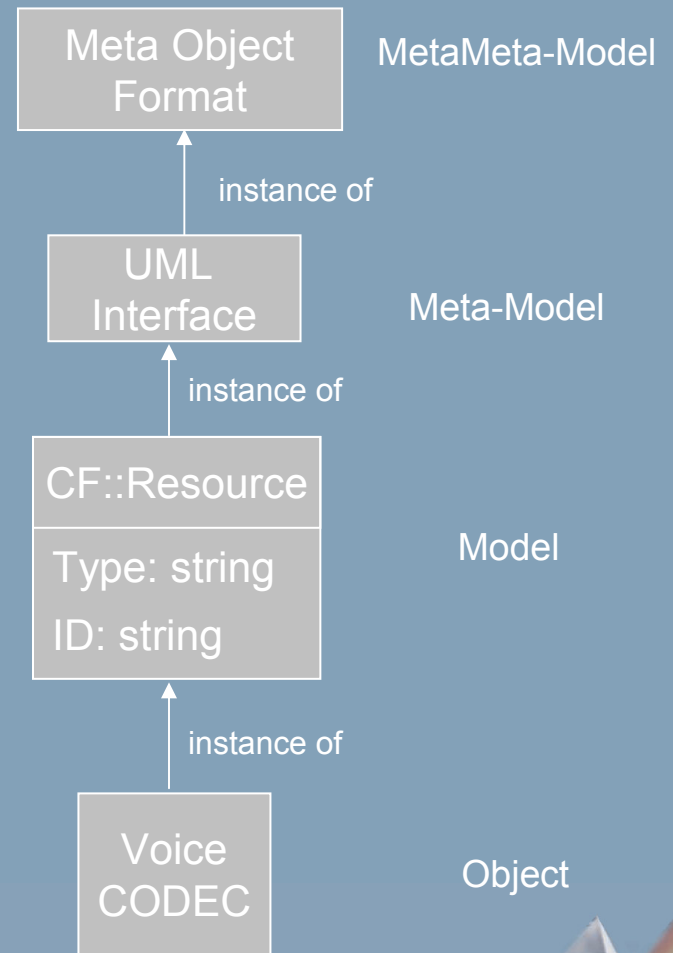 Meta Object
Format
MetaMeta-Model
instance of
UML
Interface
Meta-Model
instance of
CF::Resource
Type: string
ID: string
Model
instance of
Voice
CODEC
Object